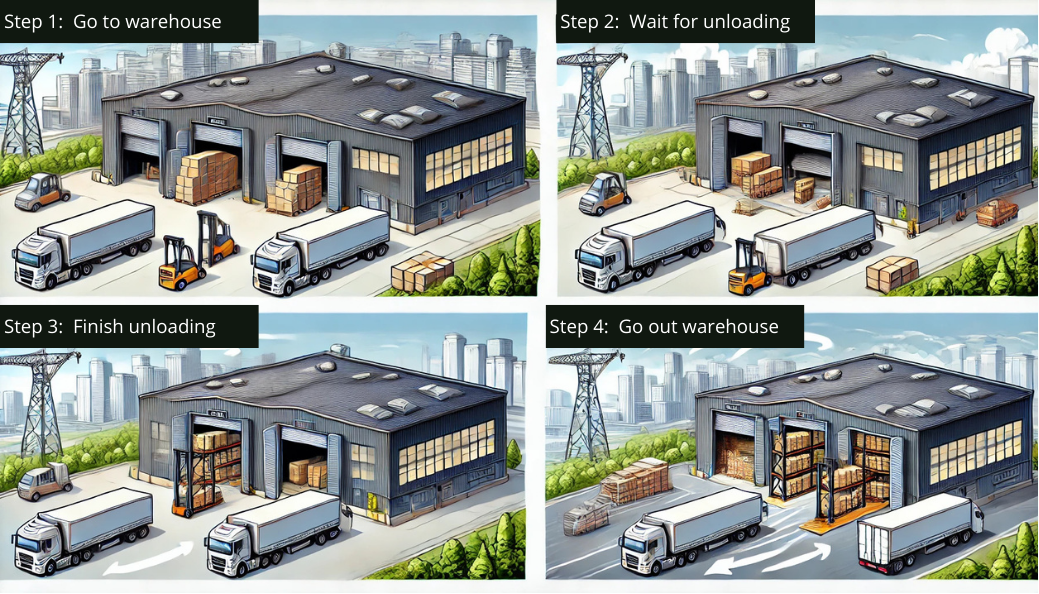 Step 1:  Go to warehouse
Step 2:  Wait for unloading
Step 3:  Finish unloading
Step 4:  Go out warehouse